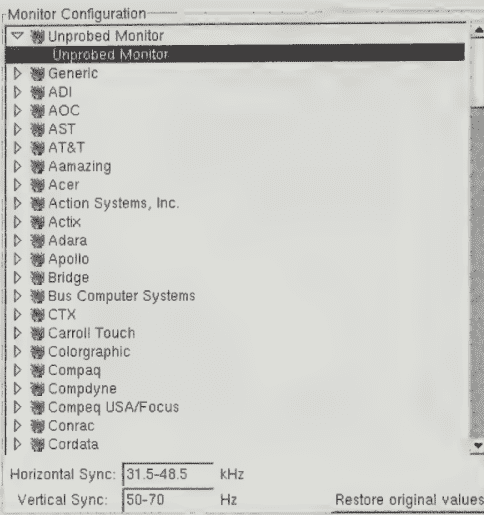 Monitor Configuration
Unprobed Monitor
Unprobed Monitor
Generic
ADI
AOC
AST
AT&T
Aamazing
Acer
Action Systems, Inc.
Actix
Adara
Apollo
Bridge
Bus Computer Systems
CTX
Carroll Touch
Colorgraphic
Compaq
Compdyne
Compeq USA/Focus
Conrac
Cordata
Horizontal Sync: 31.5-48.5 kHz
Vertical Sync: 50-70 Hz Restore original values